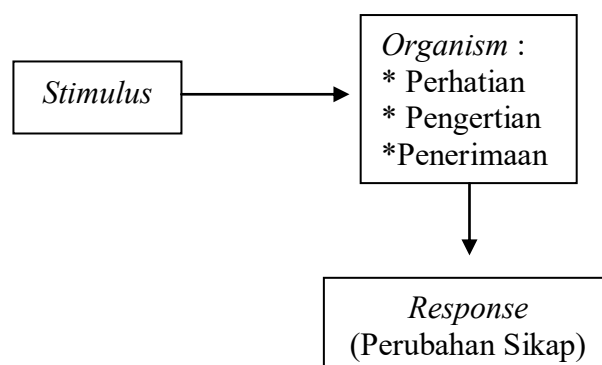 Stimulus
Organism :
* Perhatian
* Pengertian
*Penerimaan
Response
(Perubahan Sikap)